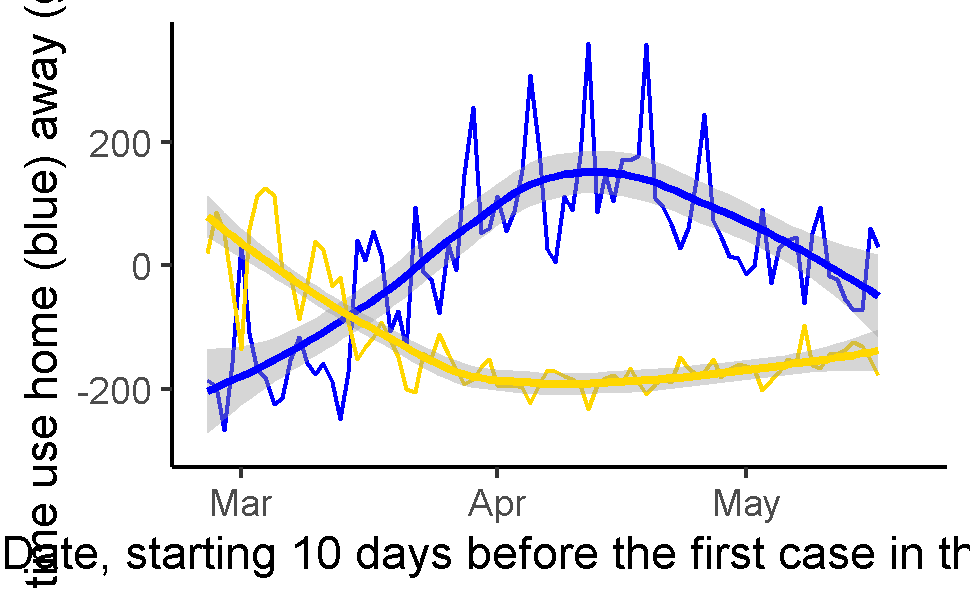 time use home (blue) away (
200
0
-200
Mar Apr May
Date, starting 10 days before the first case in th